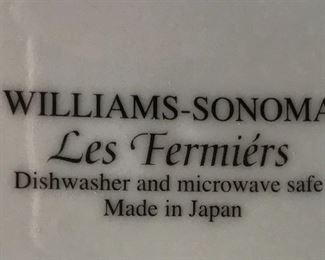 WILLIAMS-SONOMA
Les Fermiérs
Dishwasher and microwave safe
Made in Japan